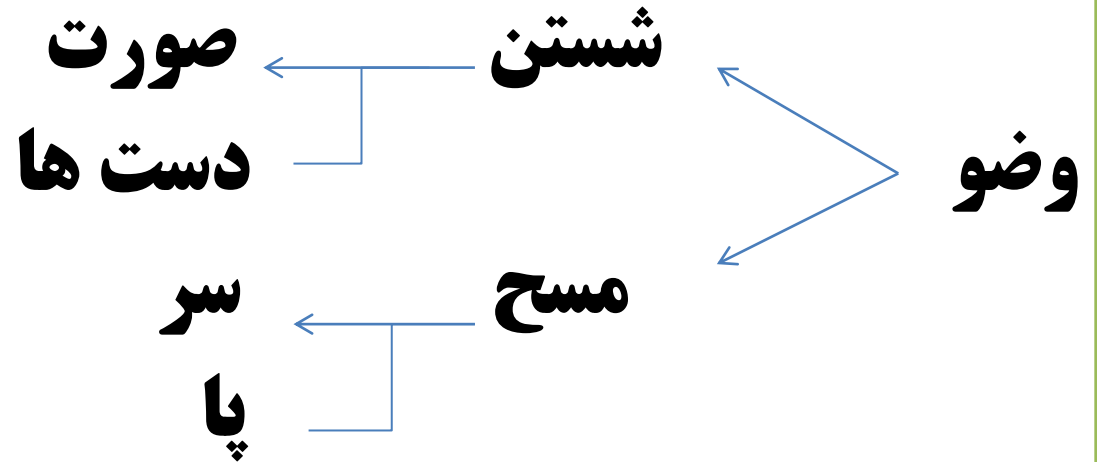 وضو
شستن
صورت
دست ها
مسح
سر
پا